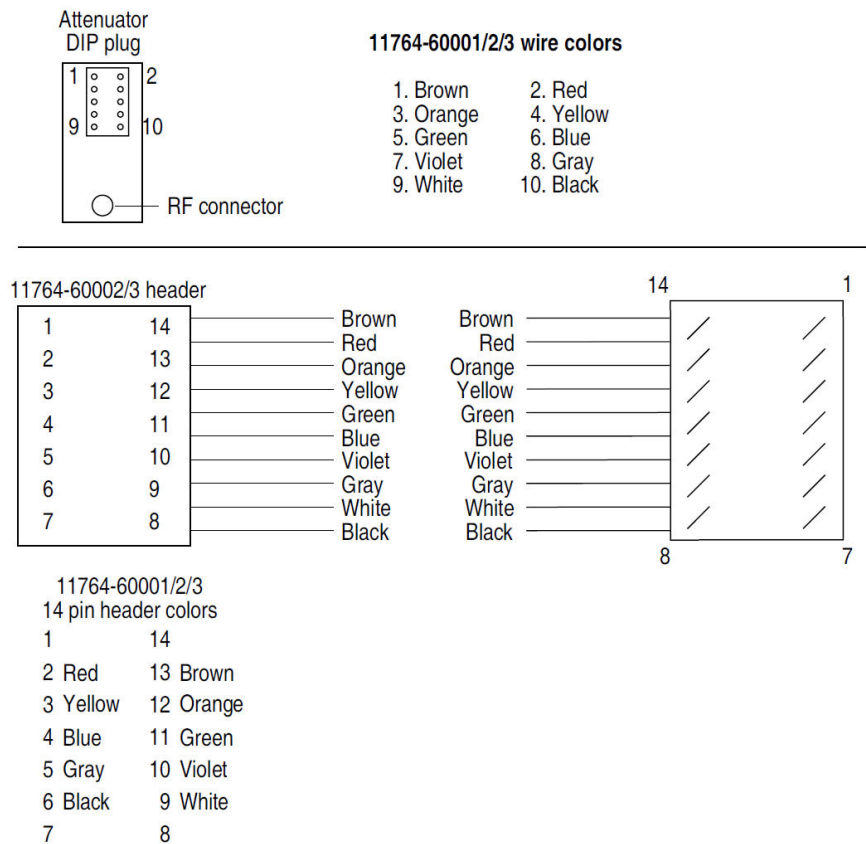 Attenuator
DIP plug
1 2
9 10
RF connector
11764-60001/2/3 wire colors
1. Brown 2. Red
3. Orange 4. Yellow
5. Green 6. Blue
7. Violet 8. Gray
9. White 10. Black
11764-60002/3 header
1 14
2 13
3 12
4 11
5 10
6 9
7 8
Brown
Red
Orange
Yellow
Green
Blue
Violet
Gray
White
Black
14 1
Brown
Red
Orange
Yellow
Green
Blue
Violet
Gray
White
Black
8 7
11764-60001/2/3
14 pin header colors
1 14
2 Red 13 Brown
3 Yellow 12 Orange
4 Blue 11 Green
5 Gray 10 Violet
6 Black 9 White
7 8